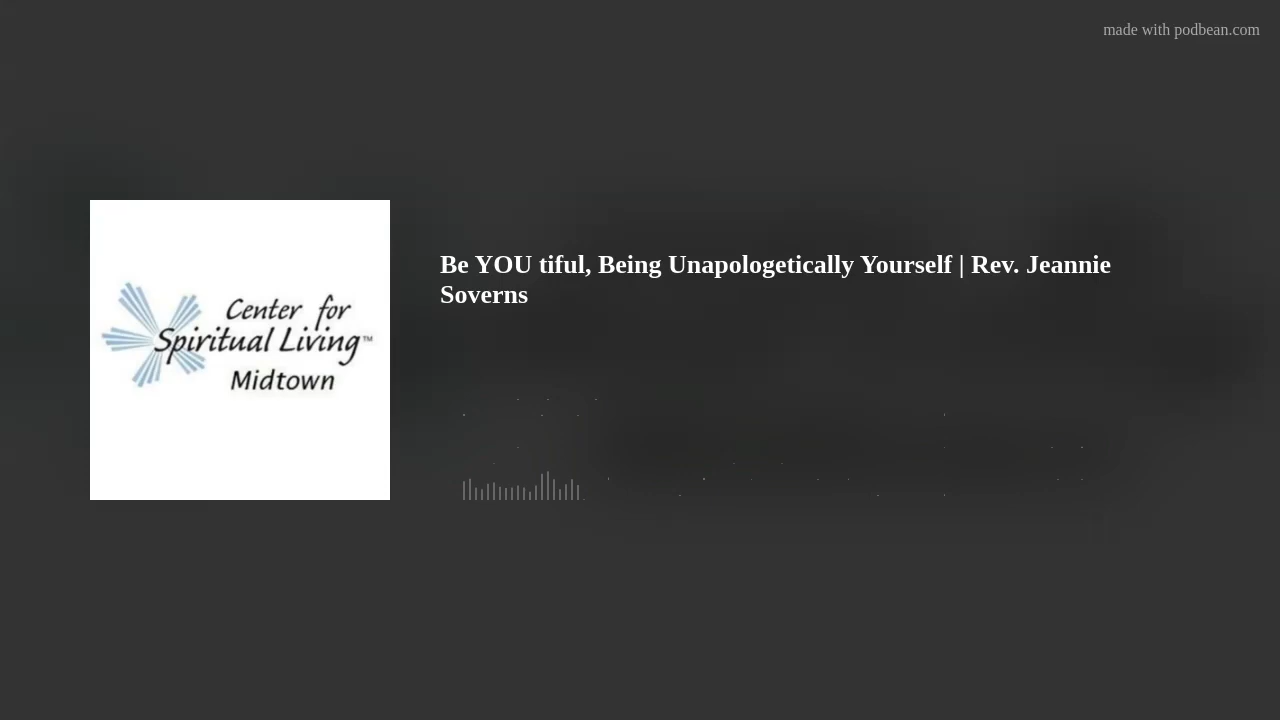 made with podbean.com
Be YOU tiful, Being Unapologetically Yourself | Rev. Jeannie
Soverns
Center for
Spiritual Living™
Midtown